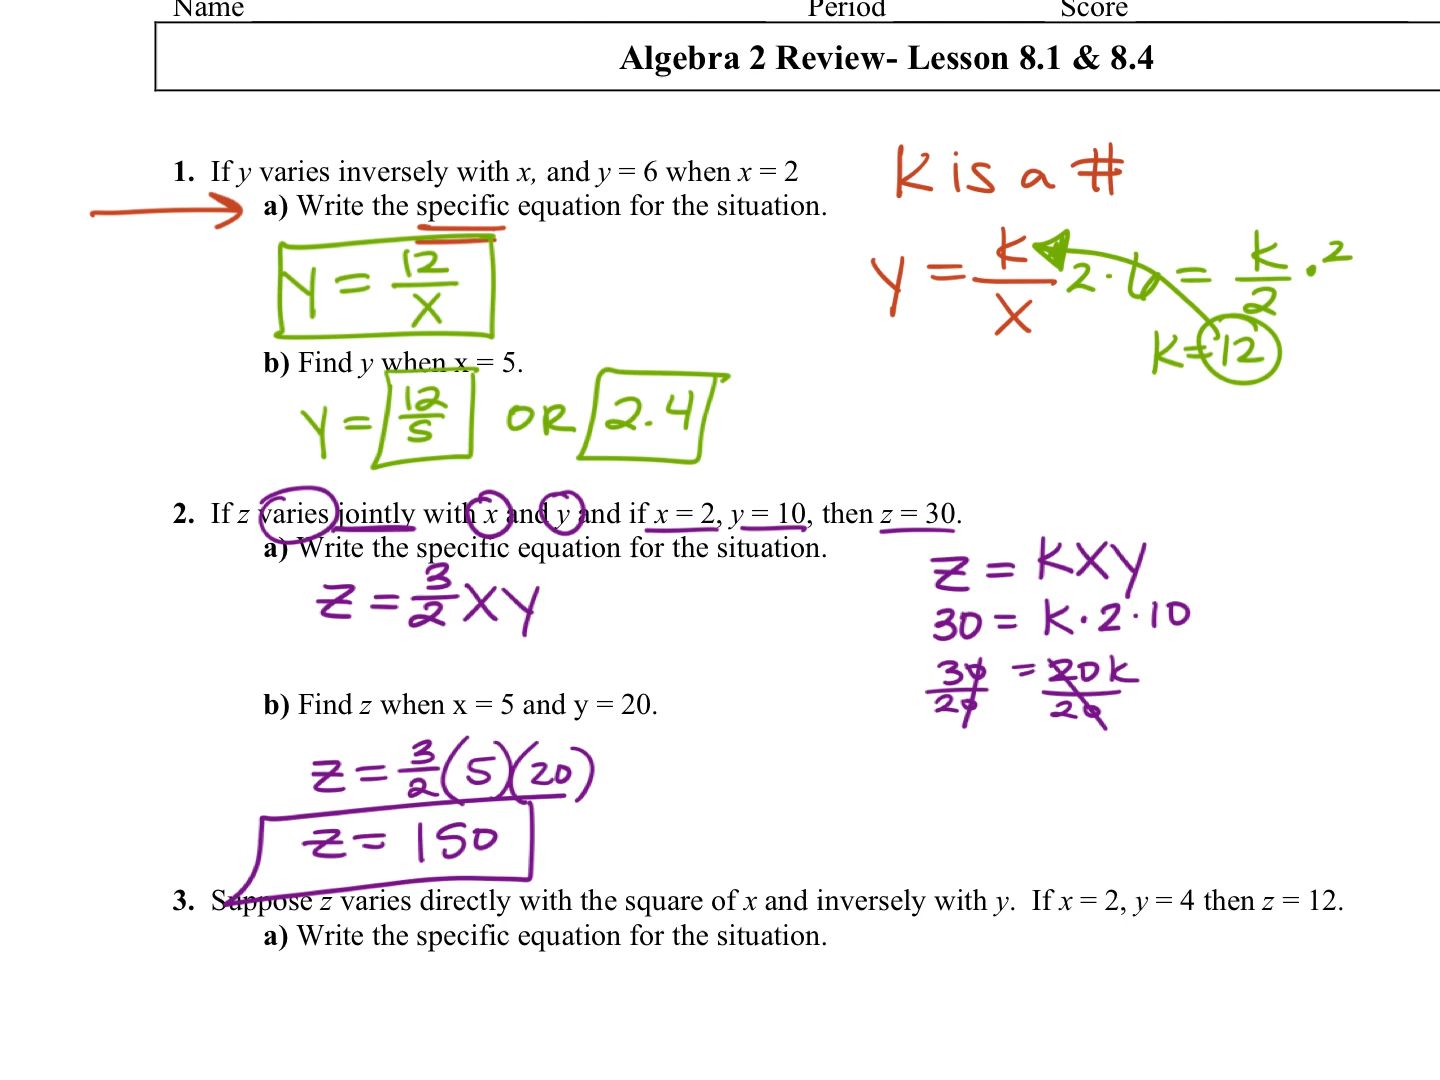 Name Period Score
Algebra 2 Review- Lesson 8.1 & 8.4
1. If y varies inversely with x, and y = 6 when x = 2
K is a #
a) Write the specific equation for the situation.
y = 12/x
y = k/x
2 · 6 = k/2 · 2
k = 12
b) Find y when x = 5.
y = 12/5 OR 2.4
2. If z varies jointly with x and y and if x = 2, y = 10, then z = 30.
a) Write the specific equation for the situation.
z = 3/2 xy
z = kxy
30 = k · 2 · 10
30/20 = 20k/20
b) Find z when x = 5 and y = 20.
z = 3/2 (5)(20)
z = 150
3. Suppose z varies directly with the square of x and inversely with y. If x = 2, y = 4 then z = 12.
a) Write the specific equation for the situation.